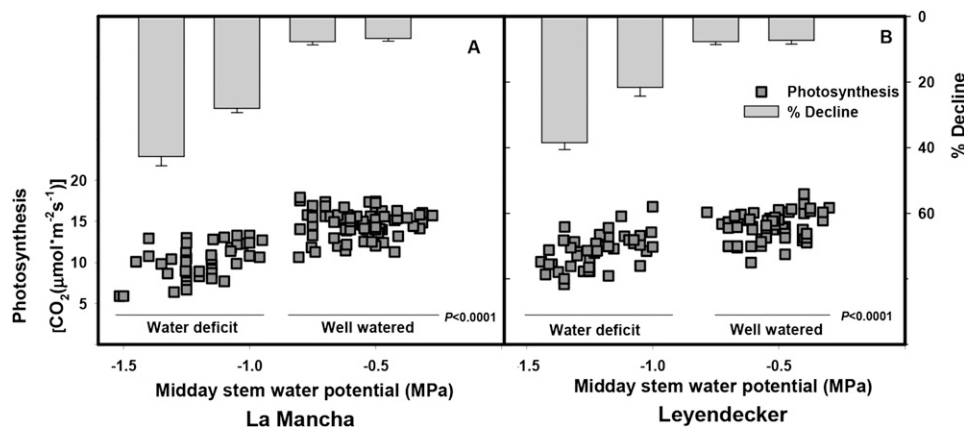 0
A
B
20
Photosynthesis
% Decline
40
60
% Decline
Photosynthesis
[CO2(μmol*m-2s-1)]
20
15
10
5
Water deficit
Well watered
P<0.0001
Water deficit
Well watered
P<0.0001
-1.5
-1.0
-0.5
-1.5
-1.0
-0.5
Midday stem water potential (MPa)
Midday stem water potential (MPa)
La Mancha
Leyendecker